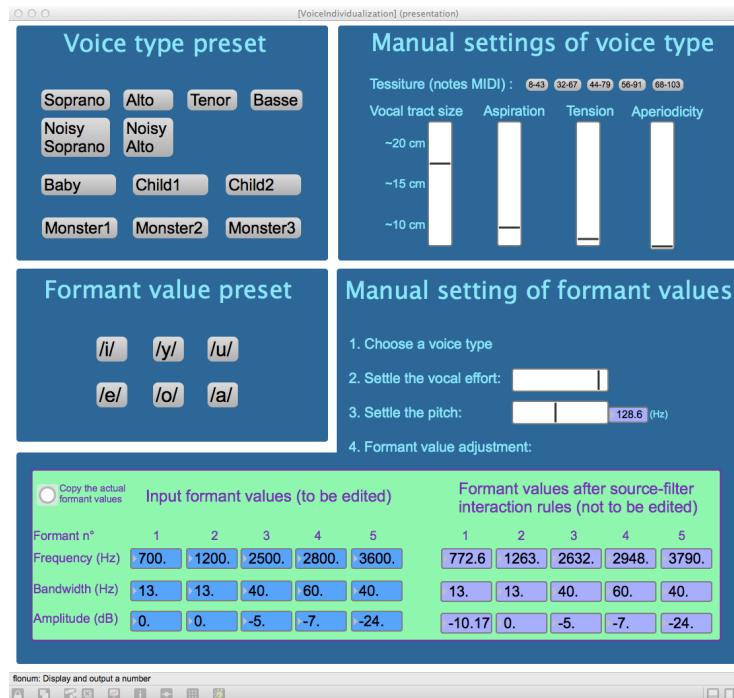 [VoiceIndividualization] (presentation)
Voice type preset
Soprano Alto Tenor Basse
Noisy Soprano Noisy Alto
Baby Child1 Child2
Monster1 Monster2 Monster3
Manual settings of voice type
Tessiture (notes MIDI) : 8-43 32-67 44-79 56-91 68-103
Vocal tract size Aspiration Tension Aperiodicity
~20 cm
~15 cm
~10 cm
Formant value preset
/i/ /y/ /u/
/e/ /o/ /a/
Manual setting of formant values
1. Choose a voice type
2. Settle the vocal effort:
3. Settle the pitch: 128.6 (Hz)
4. Formant value adjustment:
Copy the actual
formant values
Input formant values (to be edited)
Formant values after source-filter
interaction rules (not to be edited)
Formant n° 1 2 3 4 5 1 2 3 4 5
Frequency (Hz) 700. 1200. 2500. 2800. 3600. 772.6 1263. 2632. 2948. 3790.
Bandwidth (Hz) 13. 13. 40. 60. 40. 13. 13. 40. 60. 40.
Amplitude (dB) 0. 0. -5. -7. -24. -10.17 0. -5. -7. -24.
flonum: Display and output a number